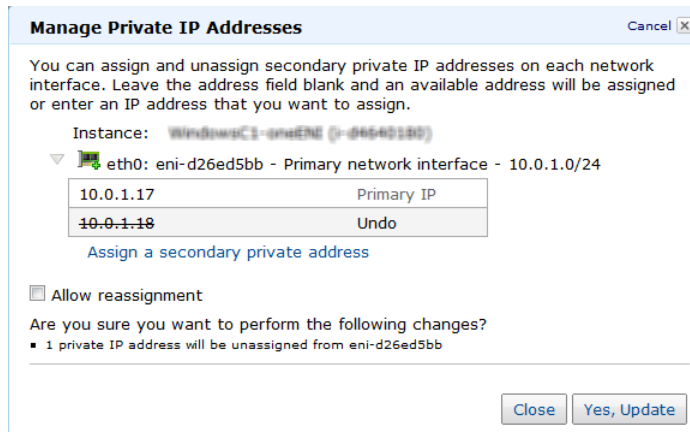 Manage Private IP Addresses
Cancel X
You can assign and unassign secondary private IP addresses on each network
interface. Leave the address field blank and an available address will be assigned
or enter an IP address that you want to assign.
Instance:
eth0: eni-d26ed5bb - Primary network interface - 10.0.1.0/24
10.0.1.17 Primary IP
10.0.1.18 Undo
Assign a secondary private address
Allow reassignment
Are you sure you want to perform the following changes?
▪ 1 private IP address will be unassigned from eni-d26ed5bb
Close Yes, Update